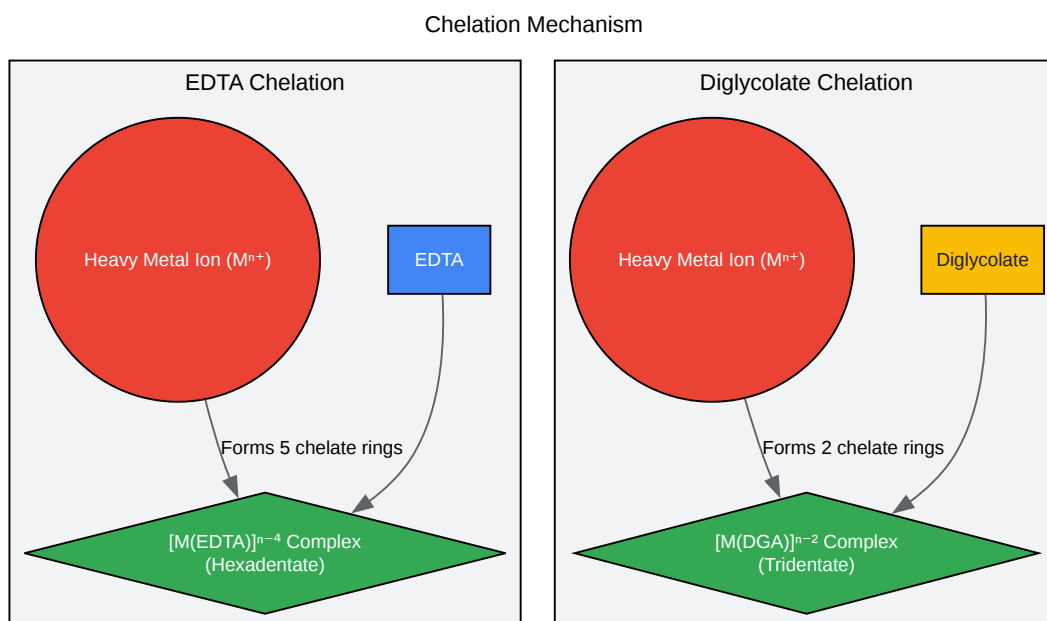 Chelation Mechanism
EDTA Chelation
Heavy Metal Ion (Mⁿ⁺)
EDTA
Forms 5 chelate rings
[M(EDTA)]ⁿ⁻⁴ Complex
(Hexadentate)
Diglycolate Chelation
Heavy Metal Ion (Mⁿ⁺)
Diglycolate
Forms 2 chelate rings
[M(DGA)]ⁿ⁻² Complex
(Tridentate)